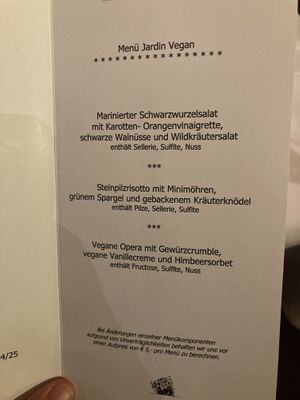 Menü Jardin Vegan
* * * * * * * * * * * * * * * * * *
Marinierter Schwarzwurzelsalat
mit Karotten- Orangenvinaigrette,
schwarze Walnüsse und Wildkräutersalat
enthält Sellerie, Sulfite, Nuss
***
Steinpilzrisotto mit Minimöhren,
grünem Spargel und gebackenem Kräuterknödel
enthält Pilze, Sellerie, Sulfite
***
Vegane Opera mit Gewürzcrumble,
vegane Vanillecreme und Himbeersorbet
enthält Fructose, Sulfite, Nuss
Bei Änderungen einzelner Menükomponenten
aufgrund von Unverträglichkeiten behalten wir uns vor
einen Aufpreis von € 5,- pro Menü zu berechnen.
4/25